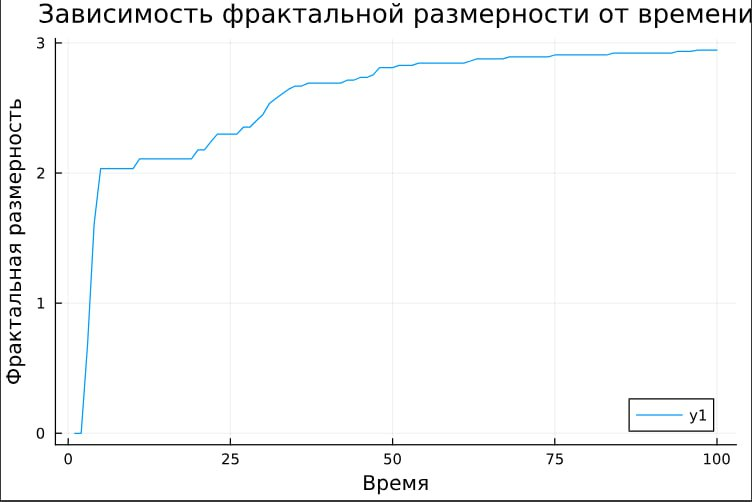 Зависимость фрактальной размерности от времени
Фрактальная размерность
3
2
1
0
0 25 50 75 100
Время
y1